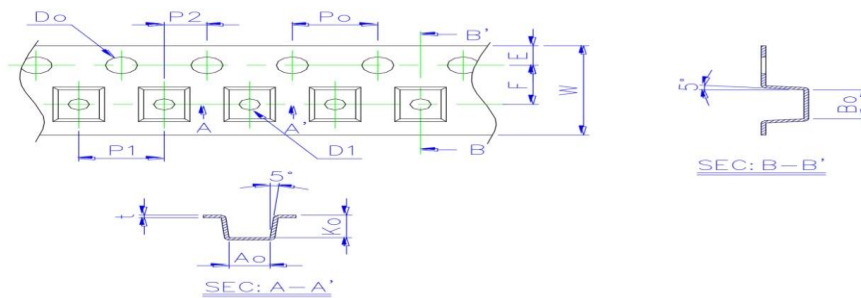 Do
P2
Po
B'
E
F
W
A
A'
P1
D1
B
5°
Bo
SEC: B-B'
5°
t
Ko
Ao
SEC: A-A'